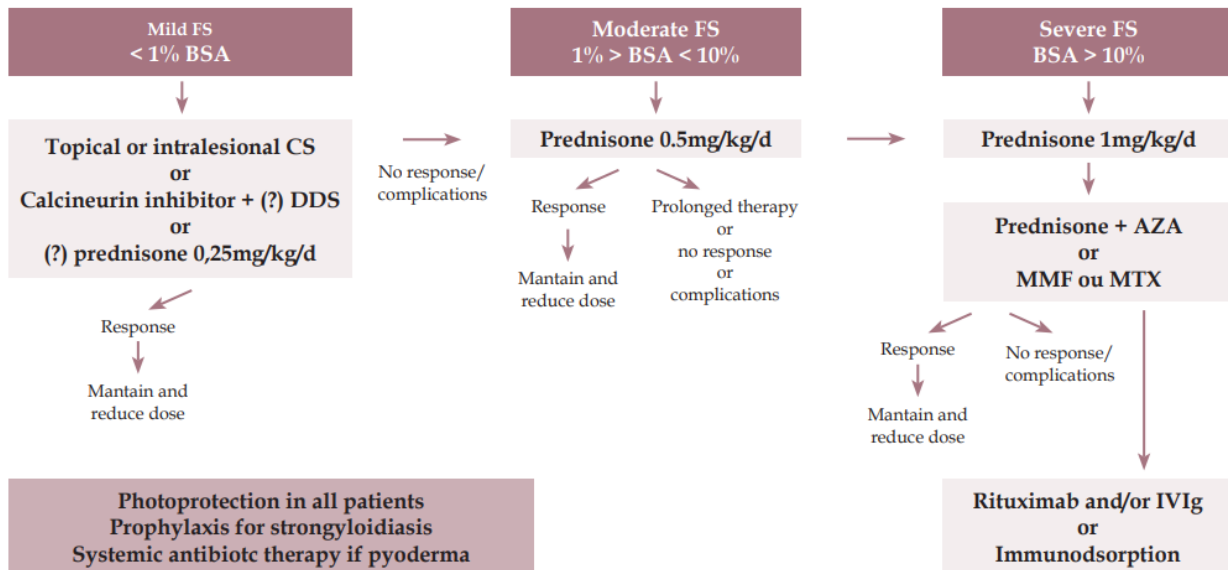 Mild FS
< 1% BSA
Topical or intralesional CS
or
Calcineurin inhibitor + (?) DDS
or
(?) prednisone 0,25mg/kg/d
Response
Mantain and
reduce dose
No response/
complications
Moderate FS
1% > BSA < 10%
Prednisone 0.5mg/kg/d
Response
Mantain and
reduce dose
Prolonged therapy
or
no response
or
complications
Severe FS
BSA > 10%
Prednisone 1mg/kg/d
Prednisone + AZA
or
MMF ou MTX
Response
Mantain and
reduce dose
No response/
complications
Rituximab and/or IVIg
or
Immunodsorption
Photoprotection in all patients
Prophylaxis for strongyloidiasis
Systemic antibiotc therapy if pyoderma